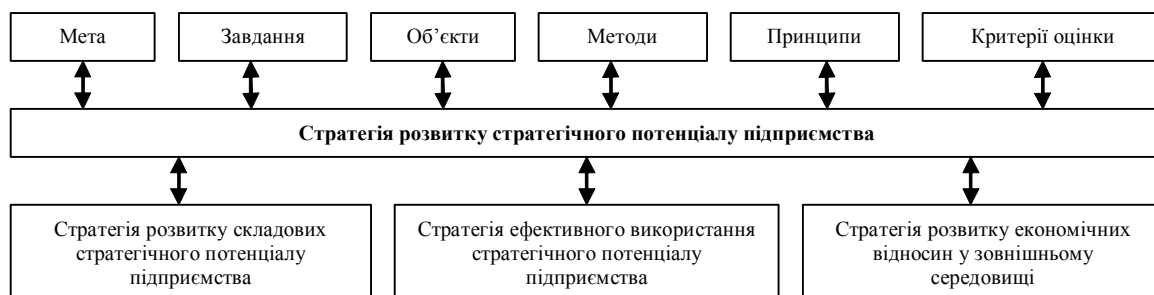 Мета
Завдання
Об’єкти
Методи
Принципи
Критерії оцінки
Стратегія розвитку стратегічного потенціалу підприємства
Стратегія розвитку складових
стратегічного потенціалу
підприємства
Стратегія ефективного використання
стратегічного потенціалу
підприємства
Стратегія розвитку економічних
відносин у зовнішньому
середовищі